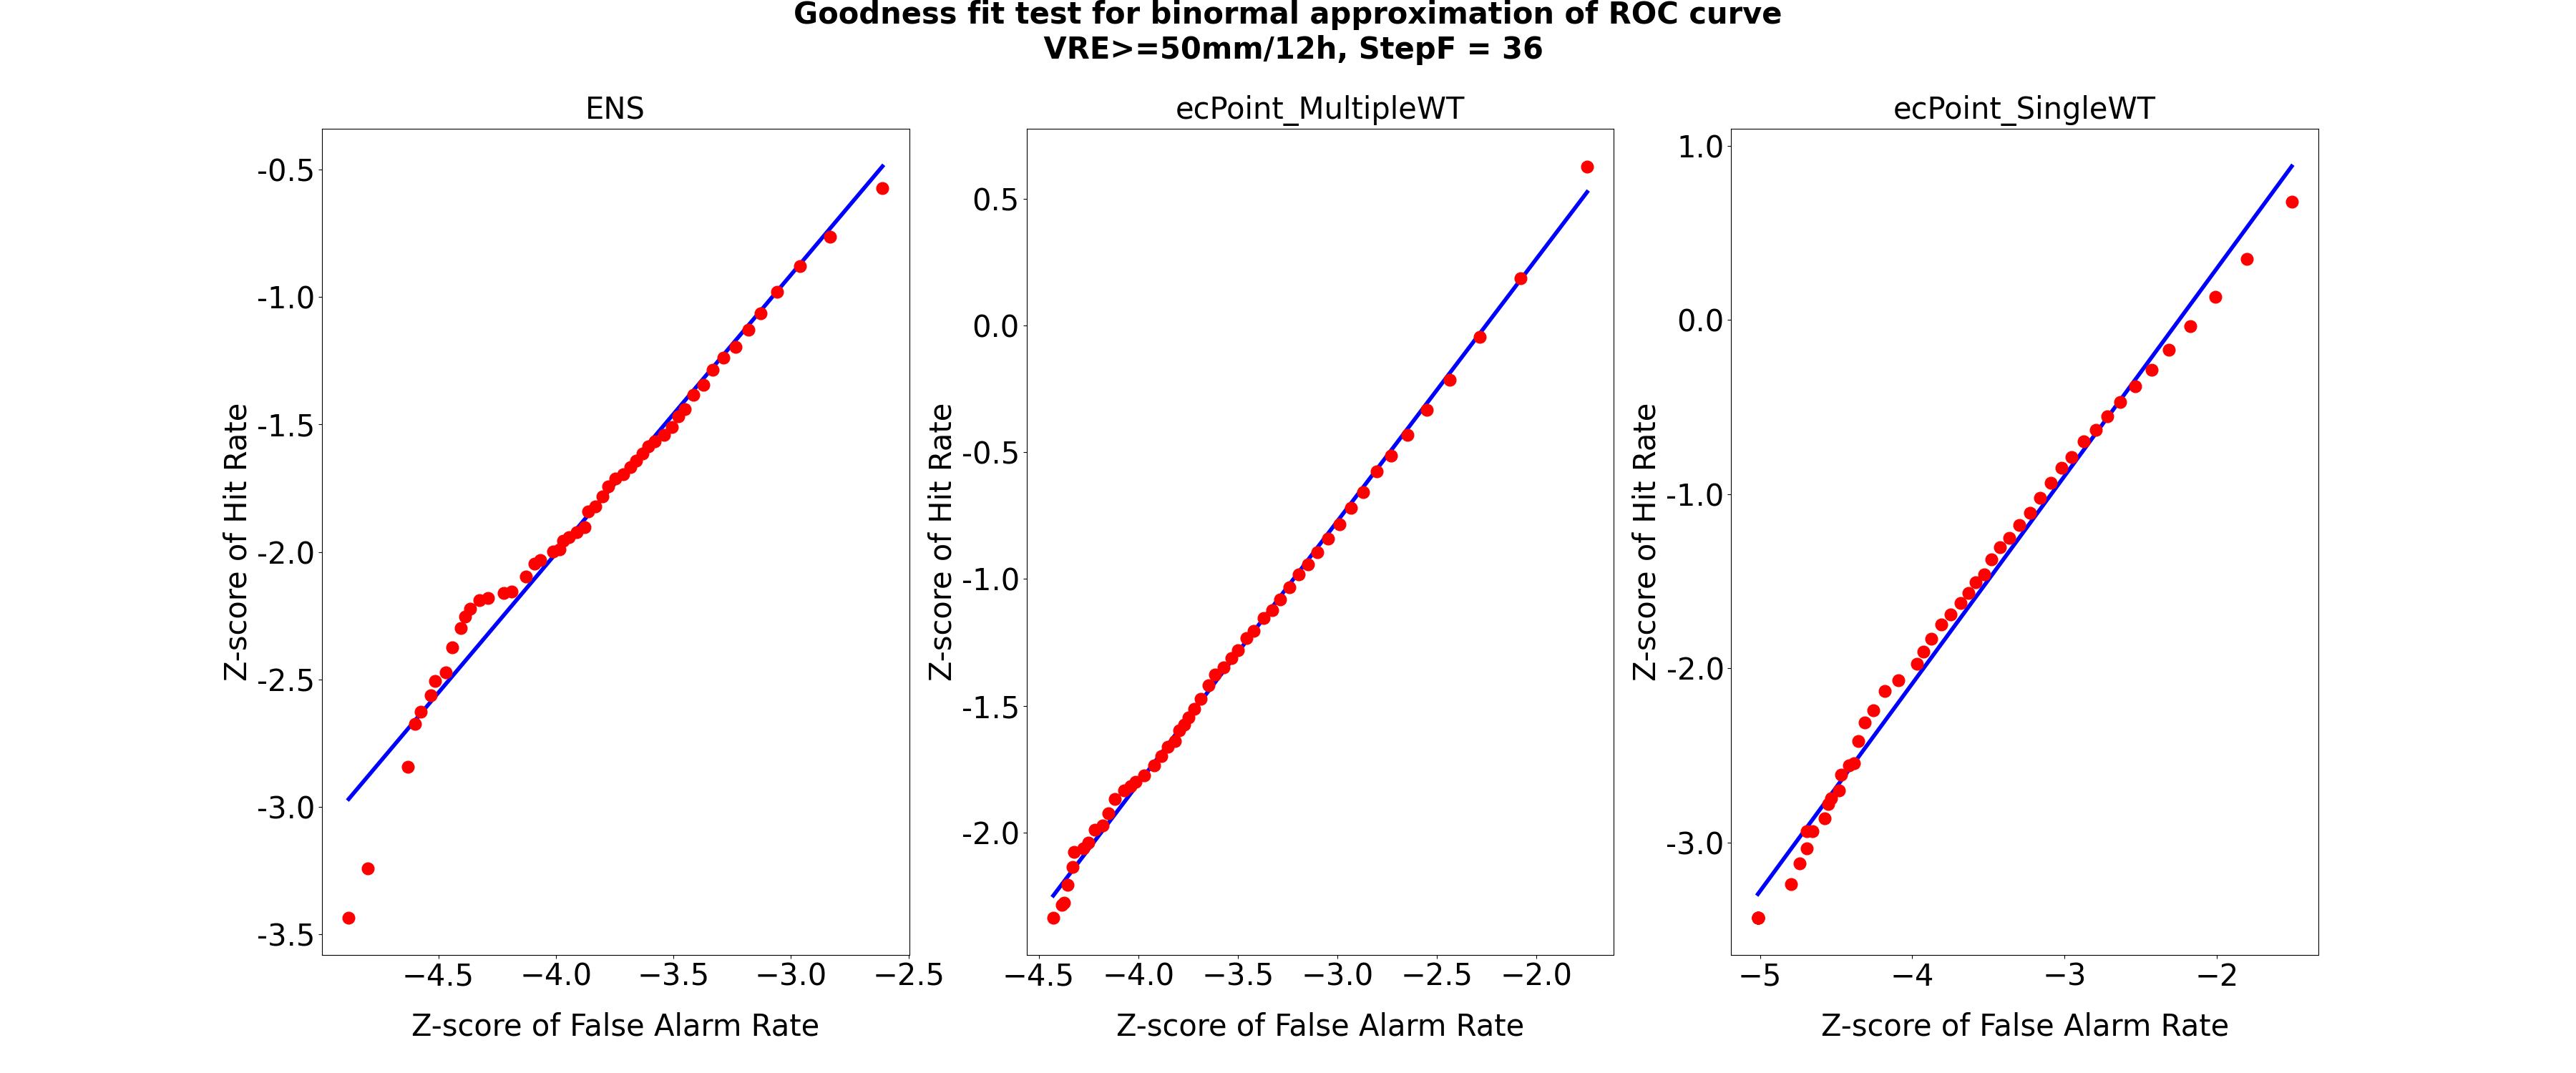 Goodness fit test for binormal approximation of ROC curve
VRE>=50mm/12h, StepF = 36
ENS
-0.5
-1.0
-1.5
-2.0
-2.5
-3.0
-3.5
Z-score of Hit Rate
−4.5 −4.0 −3.5 −3.0 −2.5
Z-score of False Alarm Rate
ecPoint_MultipleWT
0.5
0.0
-0.5
-1.0
-1.5
-2.0
Z-score of Hit Rate
−4.5 −4.0 −3.5 −3.0 −2.5 −2.0
Z-score of False Alarm Rate
ecPoint_SingleWT
1.0
0.0
-1.0
-2.0
-3.0
Z-score of Hit Rate
−5 −4 −3 −2
Z-score of False Alarm Rate